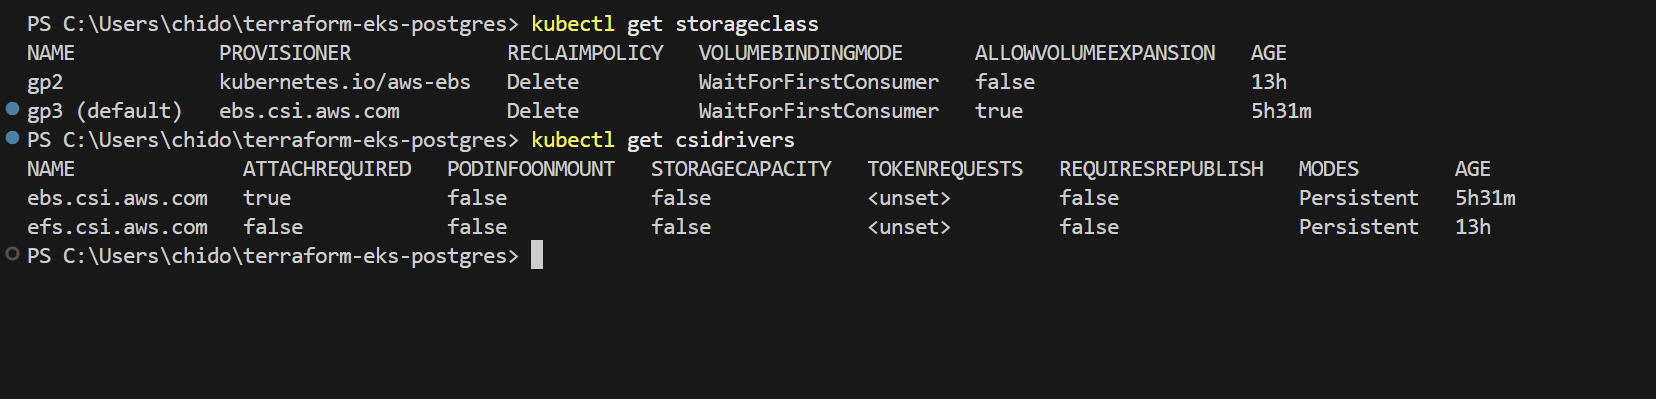 PS C:\Users\chido\terraform-eks-postgres> kubectl get storageclass
NAME            PROVISIONER             RECLAIMPOLICY   VOLUMEBINDINGMODE      ALLOWVOLUMEEXPANSION   AGE
gp2             kubernetes.io/aws-ebs   Delete          WaitForFirstConsumer   false                  13h
gp3 (default)   ebs.csi.aws.com         Delete          WaitForFirstConsumer   true                   5h31m
PS C:\Users\chido\terraform-eks-postgres> kubectl get csidrivers
NAME              ATTACHREQUIRED   PODINFOONMOUNT   STORAGECAPACITY   TOKENREQUESTS   REQUIRESREPUBLISH   MODES        AGE
ebs.csi.aws.com   true             false            false             <unset>         false               Persistent   5h31m
efs.csi.aws.com   false            false            false             <unset>         false               Persistent   13h
PS C:\Users\chido\terraform-eks-postgres>